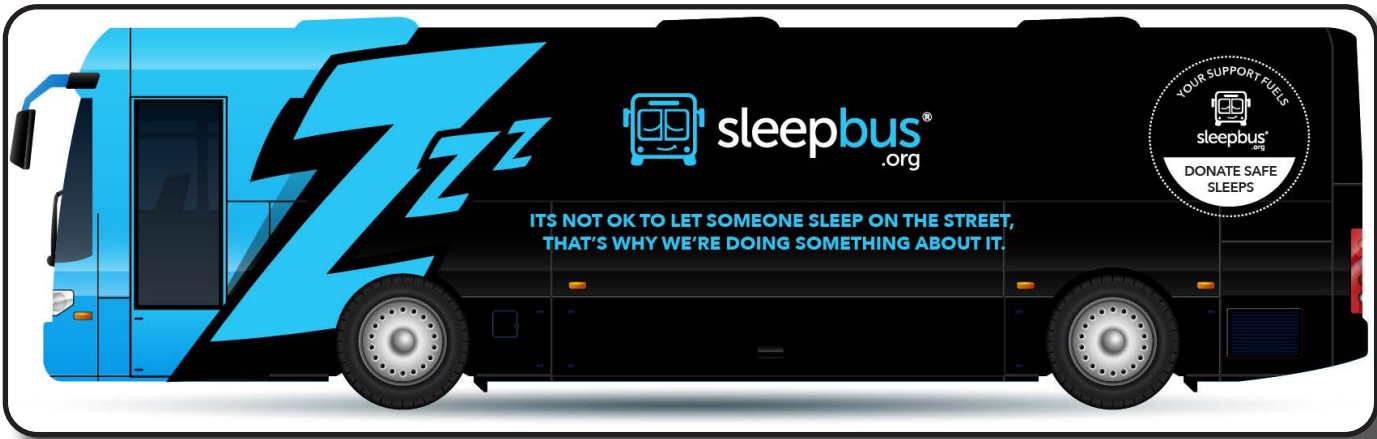 Zzz
sleepbus®
.org
ITS NOT OK TO LET SOMEONE SLEEP ON THE STREET,
THAT'S WHY WE'RE DOING SOMETHING ABOUT IT.
YOUR SUPPORT FUELS
sleepbus®
.org
DONATE SAFE
SLEEPS